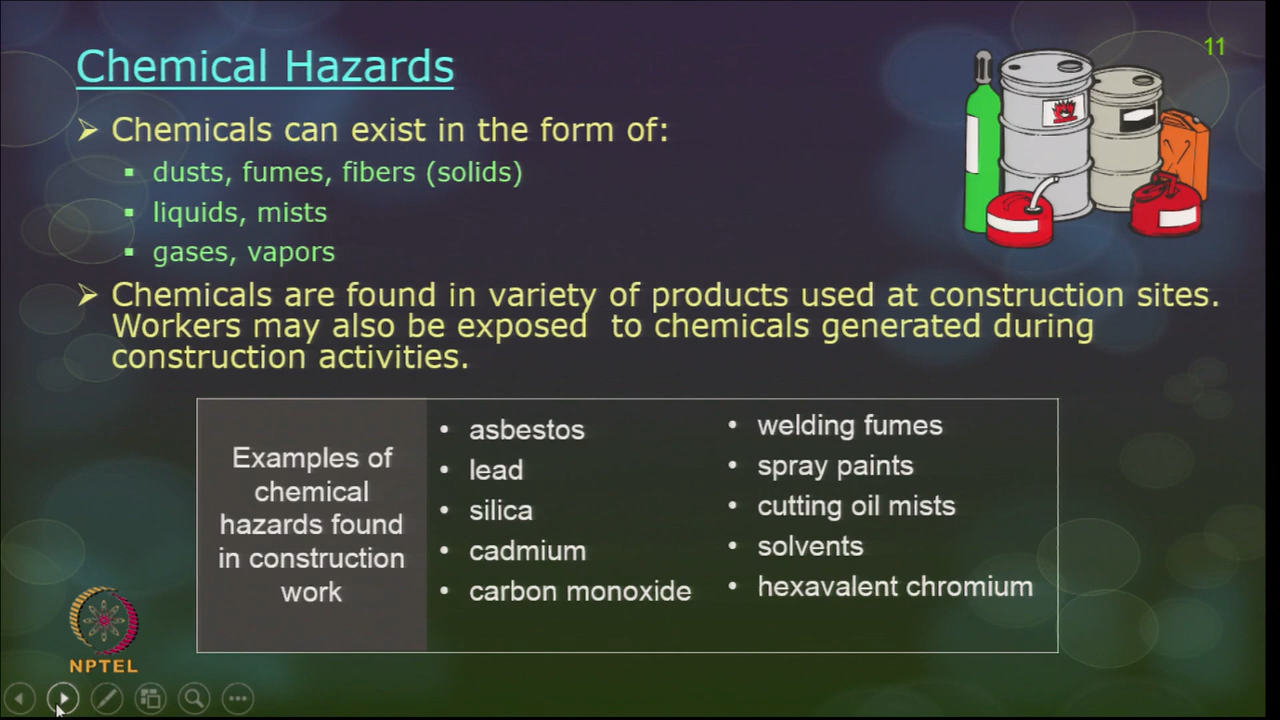 11
Chemical Hazards
➢ Chemicals can exist in the form of:
▪ dusts, fumes, fibers (solids)
▪ liquids, mists
▪ gases, vapors
➢ Chemicals are found in variety of products used at construction sites.
Workers may also be exposed to chemicals generated during
construction activities.
Examples of
chemical
hazards found
in construction
work
• asbestos
• lead
• silica
• cadmium
• carbon monoxide
• welding fumes
• spray paints
• cutting oil mists
• solvents
• hexavalent chromium
NPTEL